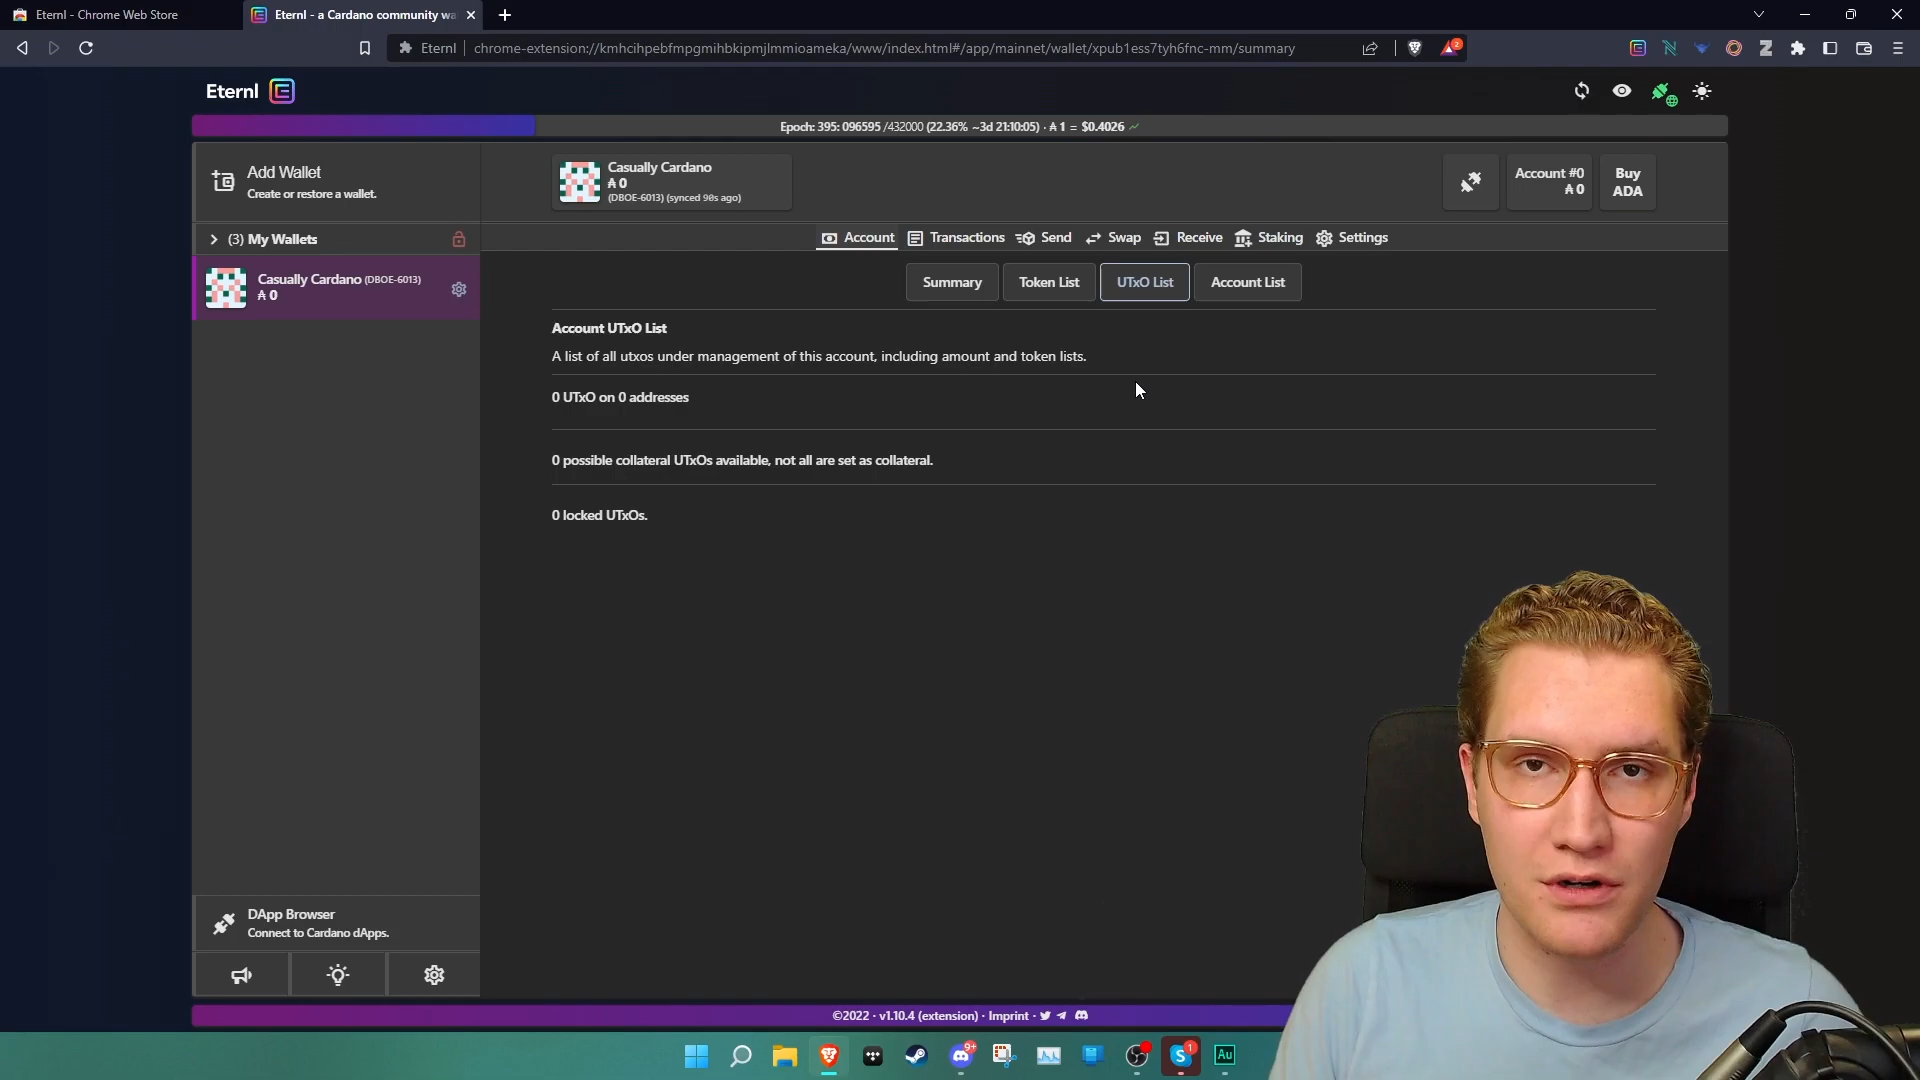 Eternl - Chrome Web Store
Eternl - a Cardano community wa
Eternl
chrome-extension://kmhcihpebfmpgmihbkipmjlmmioameka/www/index.html#/app/mainnet/wallet/xpub1ess7tyh6fnc-mm/summary
2
Eternl
Epoch: 395: 096595 /432000 (22.36% ~3d 21:10:05) · ₳ 1 = $0.4026
Add Wallet
Create or restore a wallet.
Casually Cardano
₳ 0
(DBOE-6013) (synced 90s ago)
Account #0
₳ 0
Buy
ADA
(3) My Wallets
Account
Transactions
Send
Swap
Receive
Staking
Settings
Casually Cardano (DBOE-6013)
₳ 0
Summary
Token List
UTxO List
Account List
Account UTxO List
A list of all utxos under management of this account, including amount and token lists.
0 UTxO on 0 addresses
0 possible collateral UTxOs available, not all are set as collateral.
0 locked UTxOs.
DApp Browser
Connect to Cardano dApps.
©2022 · v1.10.4 (extension) · Imprint ·
9+
S
1
Au